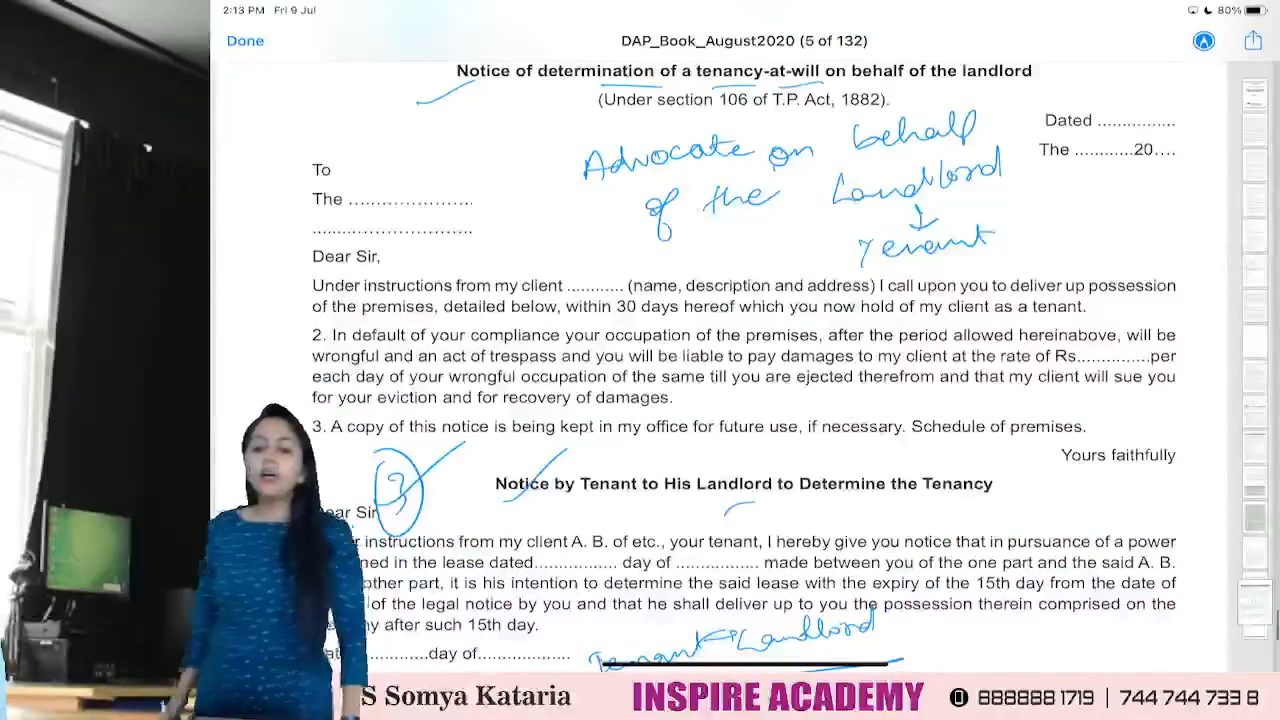 2:13 PM Fri 9 Jul
80%
Done
DAP_Book_August2020 (5 of 132)
Notice of determination of a tenancy-at-will on behalf of the landlord
(Under section 106 of T.P. Act, 1882).
Dated ...............
The ...........20....
Advocate on behalf
of the Landlord
↓
Tenant
To
The ........................
..............................
Dear Sir,
Under instructions from my client ............ (name, description and address) I call upon you to deliver up possession
of the premises, detailed below, within 30 days hereof which you now hold of my client as a tenant.
2. In default of your compliance your occupation of the premises, after the period allowed hereinabove, will be
wrongful and an act of trespass and you will be liable to pay damages to my client at the rate of Rs...............per
each day of your wrongful occupation of the same till you are ejected therefrom and that my client will sue you
for your eviction and for recovery of damages.
3. A copy of this notice is being kept in my office for future use, if necessary. Schedule of premises.
Yours faithfully
3
Notice by Tenant to His Landlord to Determine the Tenancy
ear Sir
instructions from my client A. B. of etc., your tenant, I hereby give you notice that in pursuance of a power
ned in the lease dated................. day of ................. made between you of the one part and the said A. B.
other part, it is his intention to determine the said lease with the expiry of the 15th day from the date of
of the legal notice by you and that he shall deliver up to you the possession therein comprised on the
ny after such 15th day.
day of...................
Tenant Landlord
S Somya Kataria
INSPIRE ACADEMY
888888 1719 | 744 744 733 8